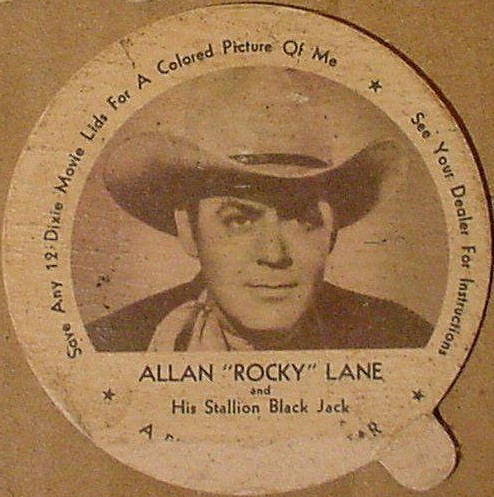 Save Any 12 Dixie Movie Lids For A Colored Picture Of Me
★ See Your Dealer For Instructions
ALLAN "ROCKY" LANE
and
His Stallion Black Jack
★ A ★